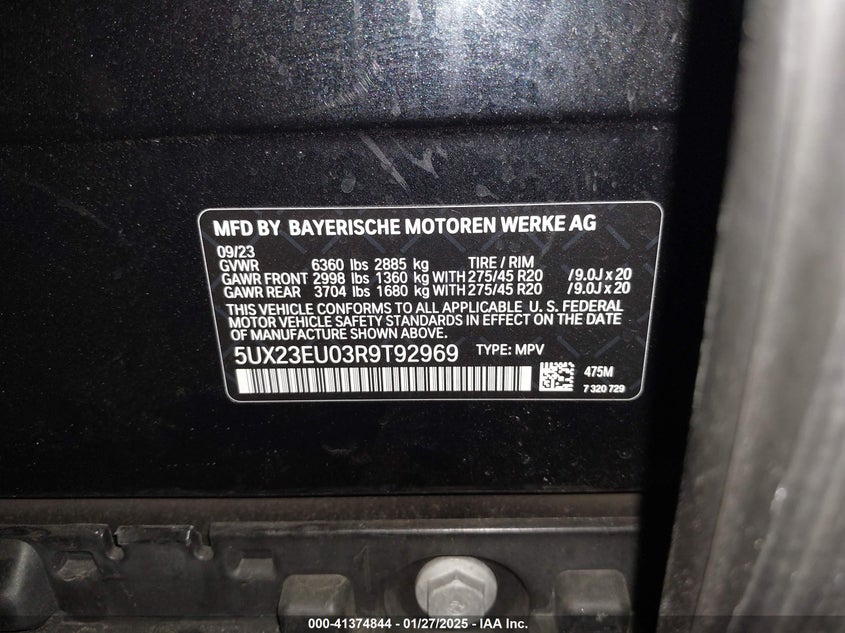 MFD BY BAYERISCHE MOTOREN WERKE AG
09/23
GVWR 6360 lbs 2885 kg TIRE / RIM
GAWR FRONT 2998 lbs 1360 kg WITH 275/45 R20 /9.0J x 20
GAWR REAR 3704 lbs 1680 kg WITH 275/45 R20 /9.0J x 20
THIS VEHICLE CONFORMS TO ALL APPLICABLE U. S. FEDERAL
MOTOR VEHICLE SAFETY STANDARDS IN EFFECT ON THE DATE
OF MANUFACTURE SHOWN ABOVE.
5UX23EU03R9T92969 TYPE: MPV
475M
7 320 729
000-41374844 - 01/27/2025 - IAA Inc.